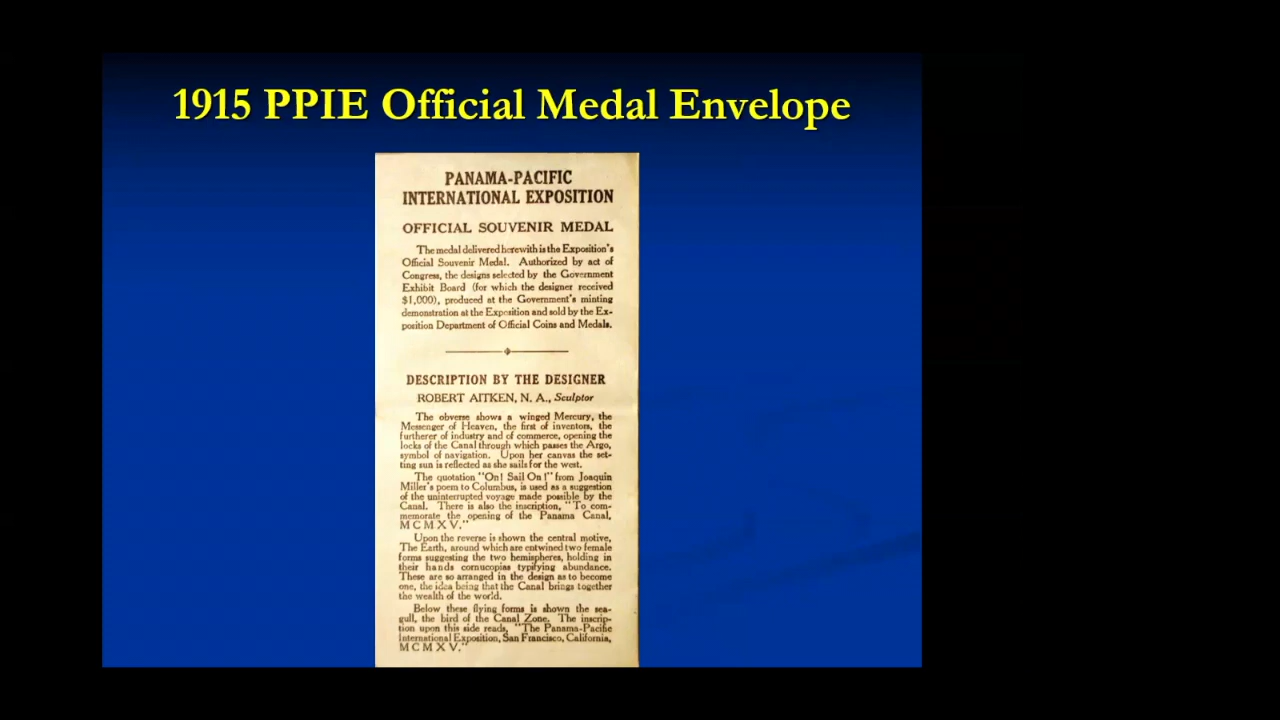 1915 PPIE Official Medal Envelope
PANAMA-PACIFIC
INTERNATIONAL EXPOSITION
OFFICIAL SOUVENIR MEDAL
The medal delivered herewith is the Exposition's
Official Souvenir Medal. Authorized by act of
Congress, the designs selected by the Government
Exhibit Board (for which the designer received
$1,000), produced at the Government's minting
demonstration at the Exposition and sold by the Ex-
position Department of Official Coins and Medals.
DESCRIPTION BY THE DESIGNER
ROBERT AITKEN, N. A., Sculptor
The obverse shows a winged Mercury, the
Messenger of Heaven, the first of inventors, the
furtherer of industry and of commerce, opening the
locks of the Canal through which passes the Argo,
symbol of navigation. Upon her canvas the set-
ting sun is reflected as she sails for the west.
The quotation "On! Sail On!" from Joaquin
Miller's poem to Columbus, is used as a suggestion
of the uninterrupted voyage made possible by the
Canal. There is also the inscription, "To com-
memorate the opening of the Panama Canal,
M C M X V."
Upon the reverse is shown the central motive,
The Earth, around which are entwined two female
forms suggesting the two hemispheres, holding in
their hands cornucopias typifying abundance.
These are so arranged in the design as to become
one, the idea being that the Canal brings together
the wealth of the world.
Below these flying forms is shown the sea-
gull, the bird of the Canal Zone. The inscrip-
tion upon this side reads, "The Panama-Pacific
International Exposition, San Francisco, California,
M C M X V."